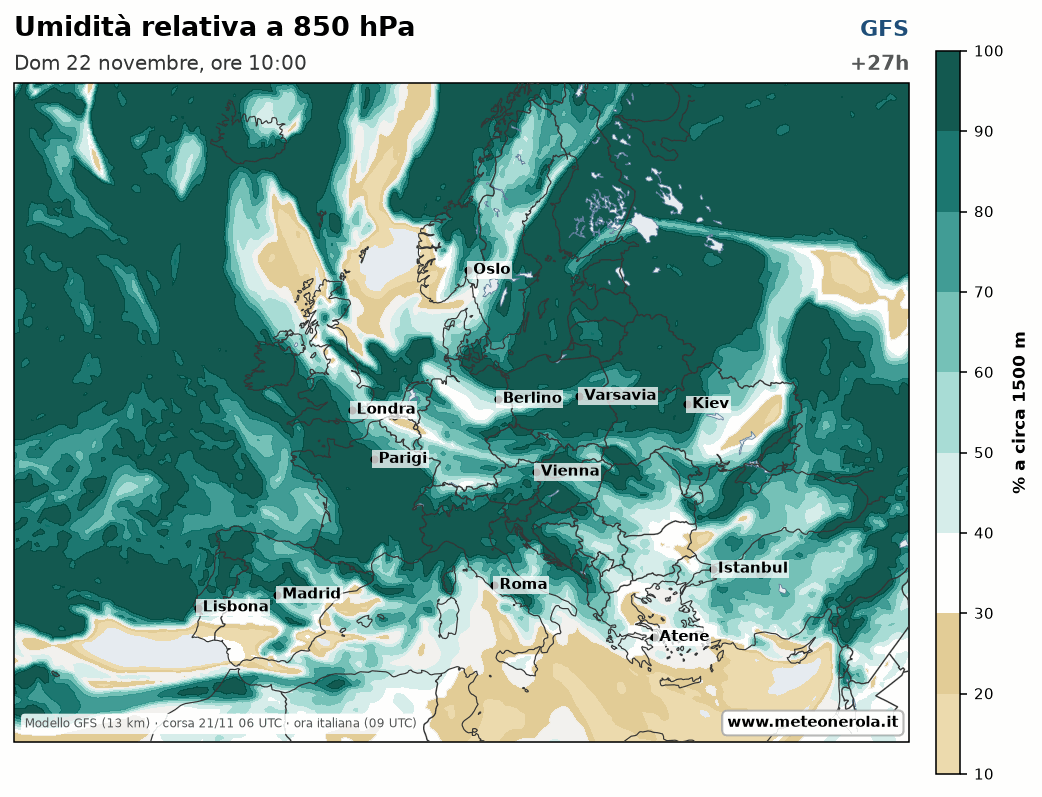 Umidità relativa a 850 hPa
GFS
Dom 22 novembre, ore 10:00
+27h
100
90
80
70
60
50
40
30
20
10
% a circa 1500 m
Oslo
Berlino
Varsavia
Londra
Kiev
Parigi
Vienna
Istanbul
Roma
Madrid
Lisbona
Atene
Modello GFS (13 km) · corsa 21/11 06 UTC · ora italiana (09 UTC)
www.meteonerola.it